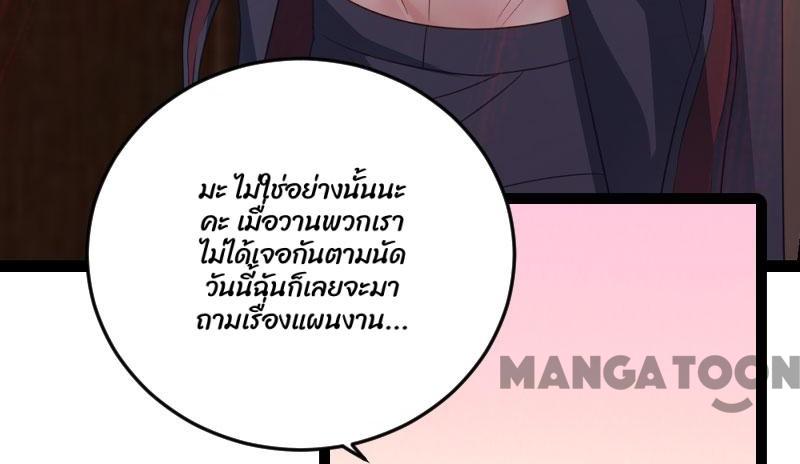 มะ ไม่ใช่อย่างนั้นนะ
คะ เมื่อวานพวกเรา
ไม่ได้เจอกันตามนัด
วันนี้ฉันก็เลยจะมา
ถามเรื่องแผนงาน...
MANGATOON